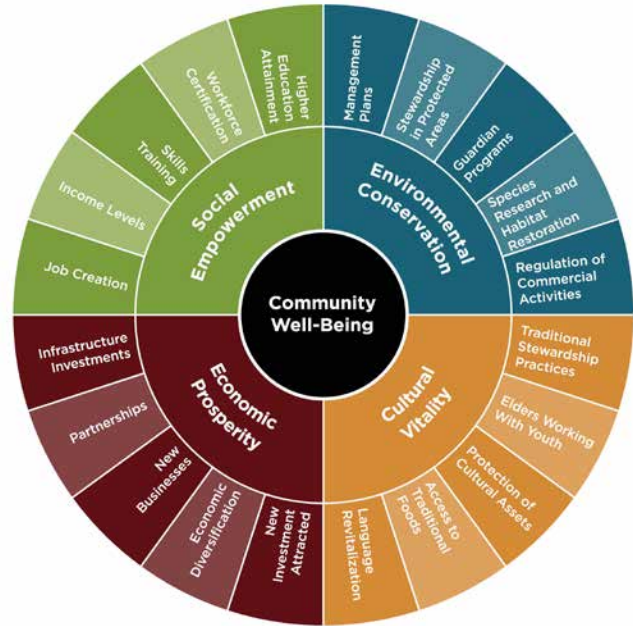 Community
Well-Being
Social
Empowerment
Higher
Education
Attainment
Workforce
Certification
Skills
Training
Income Levels
Job Creation
Environmental
Conservation
Management
Plans
Stewardship
in Protected
Areas
Guardian
Programs
Species
Research and
Habitat
Restoration
Regulation of
Commercial
Activities
Cultural
Vitality
Traditional
Stewardship
Practices
Elders Working
With Youth
Protection of
Cultural Assets
Access to
Traditional
Foods
Language
Revitalization
Economic
Prosperity
Infrastructure
Investments
Partnerships
New
Businesses
Economic
Diversification
New
Investment
Attracted